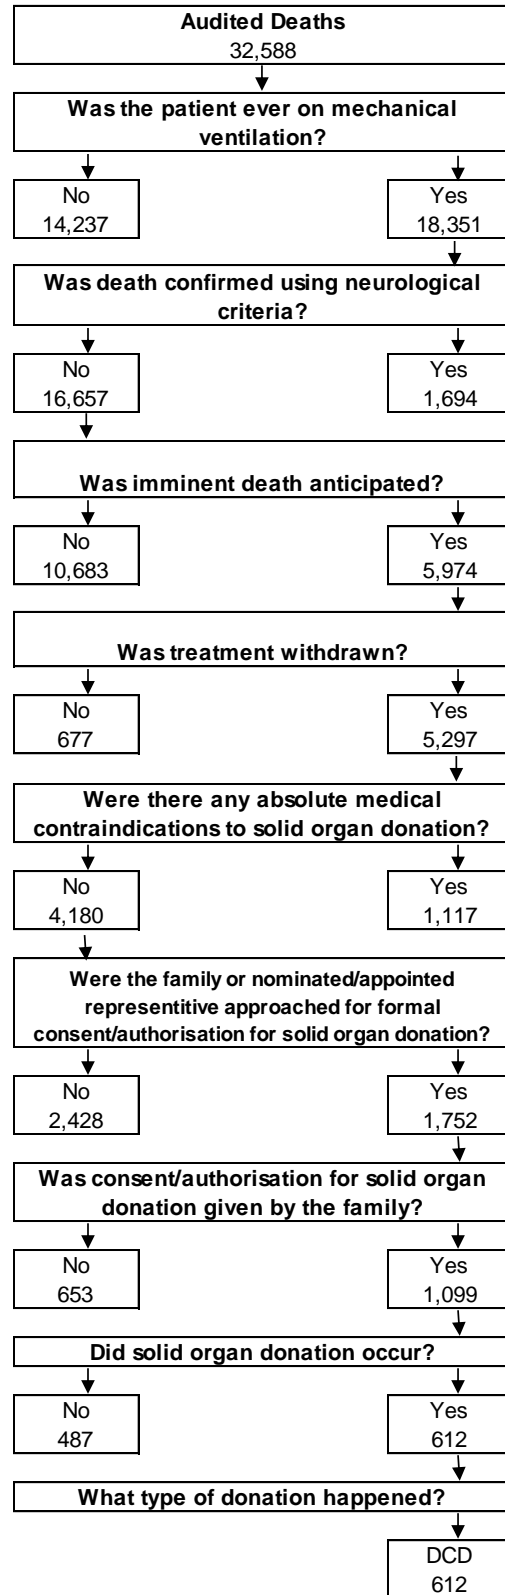 Audited Deaths
32,588
Was the patient ever on mechanical
ventilation?
No
14,237
Yes
18,351
Was death confirmed using neurological
criteria?
No
16,657
Yes
1,694
Was imminent death anticipated?
No
10,683
Yes
5,974
Was treatment withdrawn?
No
677
Yes
5,297
Were there any absolute medical
contraindications to solid organ donation?
No
4,180
Yes
1,117
Were the family or nominated/appointed
representitive approached for formal
consent/authorisation for solid organ donation?
No
2,428
Yes
1,752
Was consent/authorisation for solid organ
donation given by the family?
No
653
Yes
1,099
Did solid organ donation occur?
No
487
Yes
612
What type of donation happened?
DCD
612